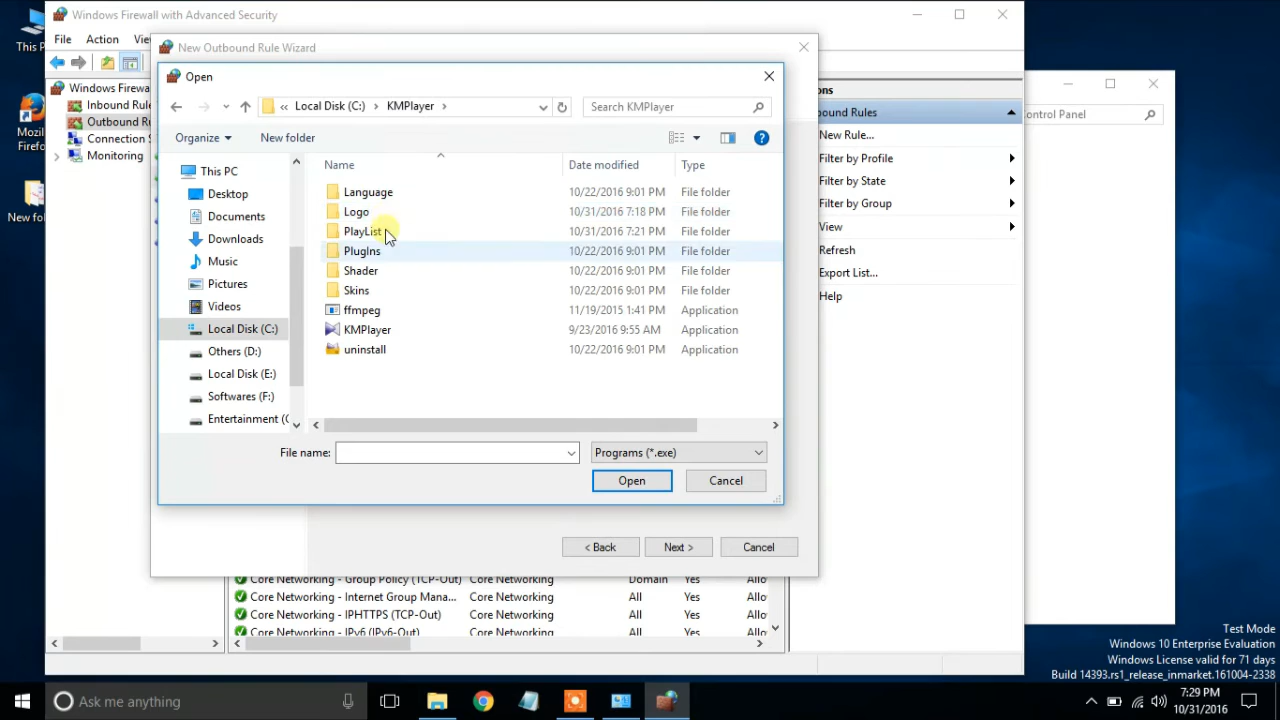 This P
Mozil
Firefo
New fo
Windows Firewall with Advanced Security
File Action Vie
Windows Firewa
Inbound Rule
Outbound Ru
Connection S
Monitoring
New Outbound Rule Wizard
Open
« Local Disk (C:) › KMPlayer ›
Search KMPlayer
Organize
New folder
This PC
Desktop
Documents
Downloads
Music
Pictures
Videos
Local Disk (C:)
Others (D:)
Local Disk (E:)
Softwares (F:)
Entertainment (G
Name Date modified Type
Language 10/22/2016 9:01 PM File folder
Logo 10/31/2016 7:18 PM File folder
PlayList 10/31/2016 7:21 PM File folder
PlugIns 10/22/2016 9:01 PM File folder
Shader 10/22/2016 9:01 PM File folder
Skins 10/22/2016 9:01 PM File folder
ffmpeg 11/19/2015 1:41 PM Application
KMPlayer 9/23/2016 9:55 AM Application
uninstall 10/22/2016 9:01 PM Application
File name:
Programs (*.exe)
Open Cancel
< Back Next > Cancel
Core Networking - Group Policy (TCP-Out) Core Networking Domain Yes Allo
Core Networking - Internet Group Mana... Core Networking All Yes Allo
Core Networking - IPHTTPS (TCP-Out) Core Networking All Yes Allo
Core Networking - IPv6 (IPv6-Out) Core Networking All Yes Allo
ons
bound Rules
New Rule...
Filter by Profile
Filter by State
Filter by Group
View
Refresh
Export List...
Help
Control Panel
Test Mode
Windows 10 Enterprise Evaluation
Windows License valid for 71 days
Build 14393.rs1_release_inmarket.161004-2338
Ask me anything
7:29 PM
10/31/2016